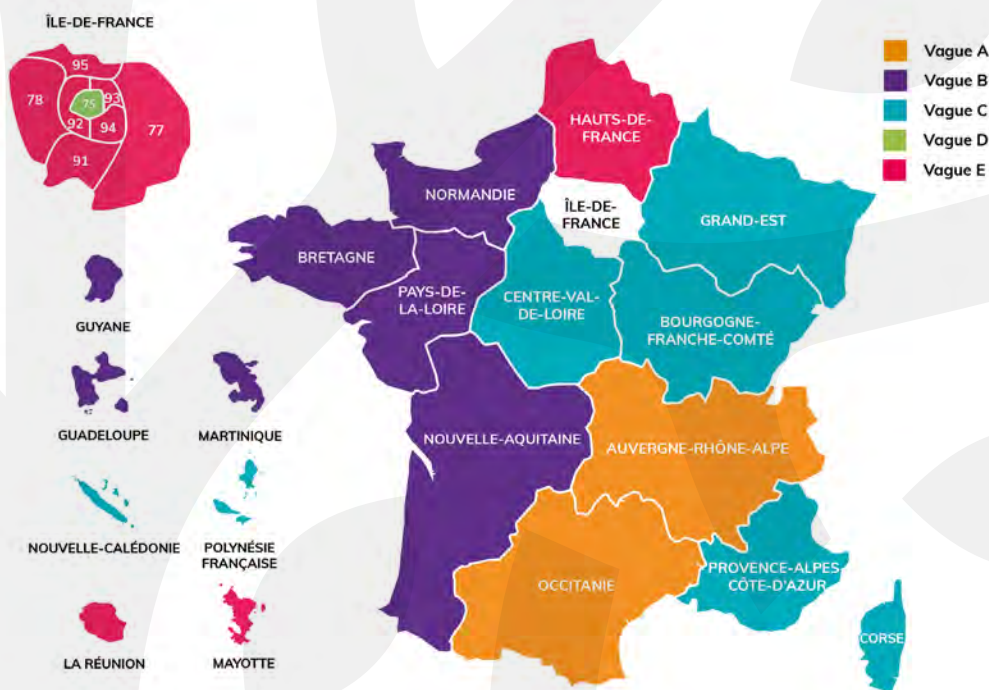 ÎLE-DE-FRANCE
95
78
75
93
92
94
77
91
GUYANE
GUADELOUPE
MARTINIQUE
NOUVELLE-CALÉDONIE
POLYNÉSIE
FRANÇAISE
LA RÉUNION
MAYOTTE
HAUTS-DE-
FRANCE
NORMANDIE
ÎLE-DE-
FRANCE
GRAND-EST
BRETAGNE
PAYS-DE-
LA-LOIRE
CENTRE-VAL-
DE-LOIRE
BOURGOGNE-
FRANCHE-COMTÉ
NOUVELLE-AQUITAINE
AUVERGNE-RHÔNE-ALPE
OCCITANIE
PROVENCE-ALPES
CÔTE-D'AZUR
CORSE
Vague A
Vague B
Vague C
Vague D
Vague E